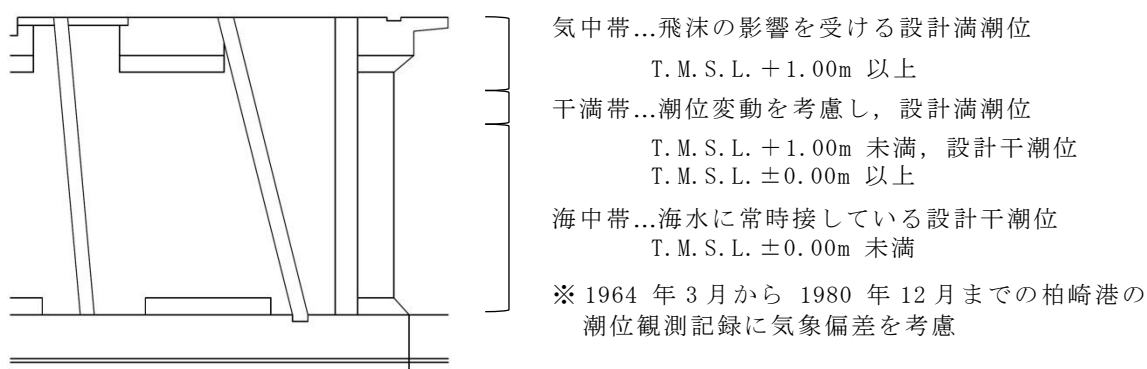 気中帯…飛沫の影響を受ける設計満潮位
T.M.S.L.＋1.00m 以上
干満帯…潮位変動を考慮し，設計満潮位
T.M.S.L.＋1.00m 未満，設計干潮位
T.M.S.L.±0.00m 以上
海中帯…海水に常時接している設計干潮位
T.M.S.L.±0.00m 未満
※ 1964 年 3月から 1980 年 12月までの柏崎港の
潮位観測記録に気象偏差を考慮